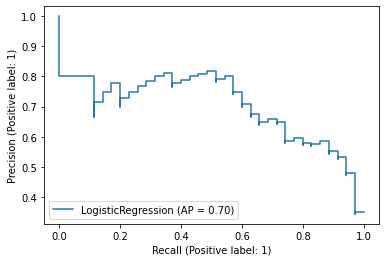 1.0
0.9
0.8
0.7
0.6
0.5
0.4
Precision (Positive label: 1)
LogisticRegression (AP = 0.70)
0.0 0.2 0.4 0.6 0.8 1.0
Recall (Positive label: 1)